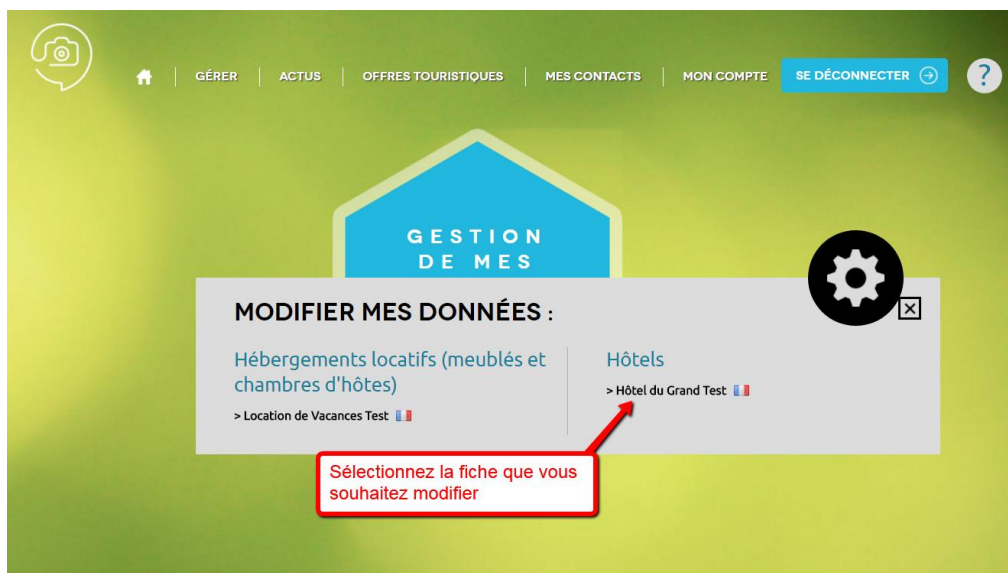 GÉRER
ACTUS
OFFRES TOURISTIQUES
MES CONTACTS
MON COMPTE
SE DÉCONNECTER
?
GESTION
DE MES
MODIFIER MES DONNÉES :
Hébergements locatifs (meublés et
chambres d'hôtes)
> Location de Vacances Test
Hôtels
> Hôtel du Grand Test
Sélectionnez la fiche que vous
souhaitez modifier